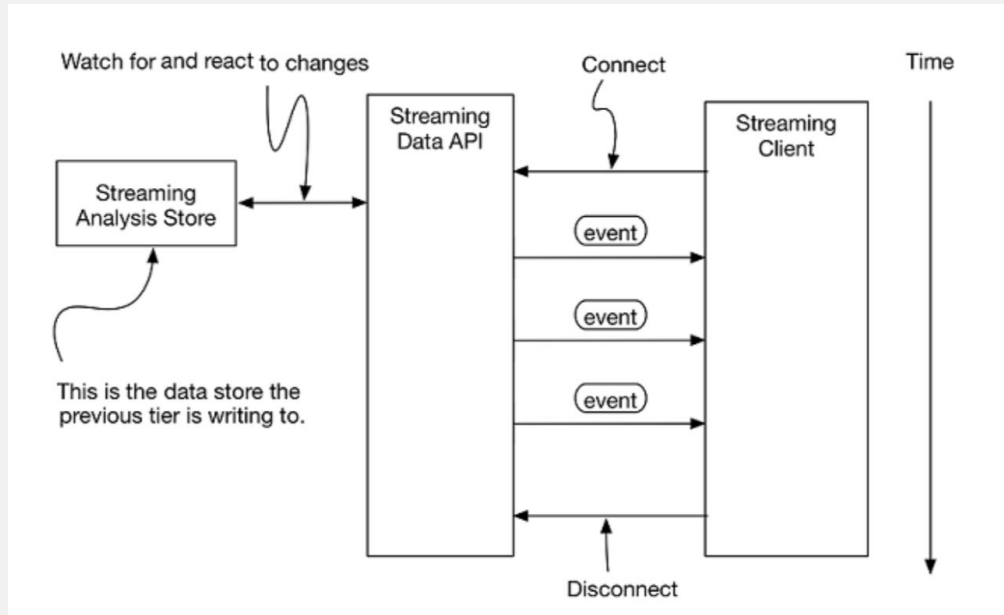 Watch for and react to changes
Connect
Time
Streaming
Data API
Streaming
Client
Streaming
Analysis Store
event
event
event
This is the data store the
previous tier is writing to.
Disconnect